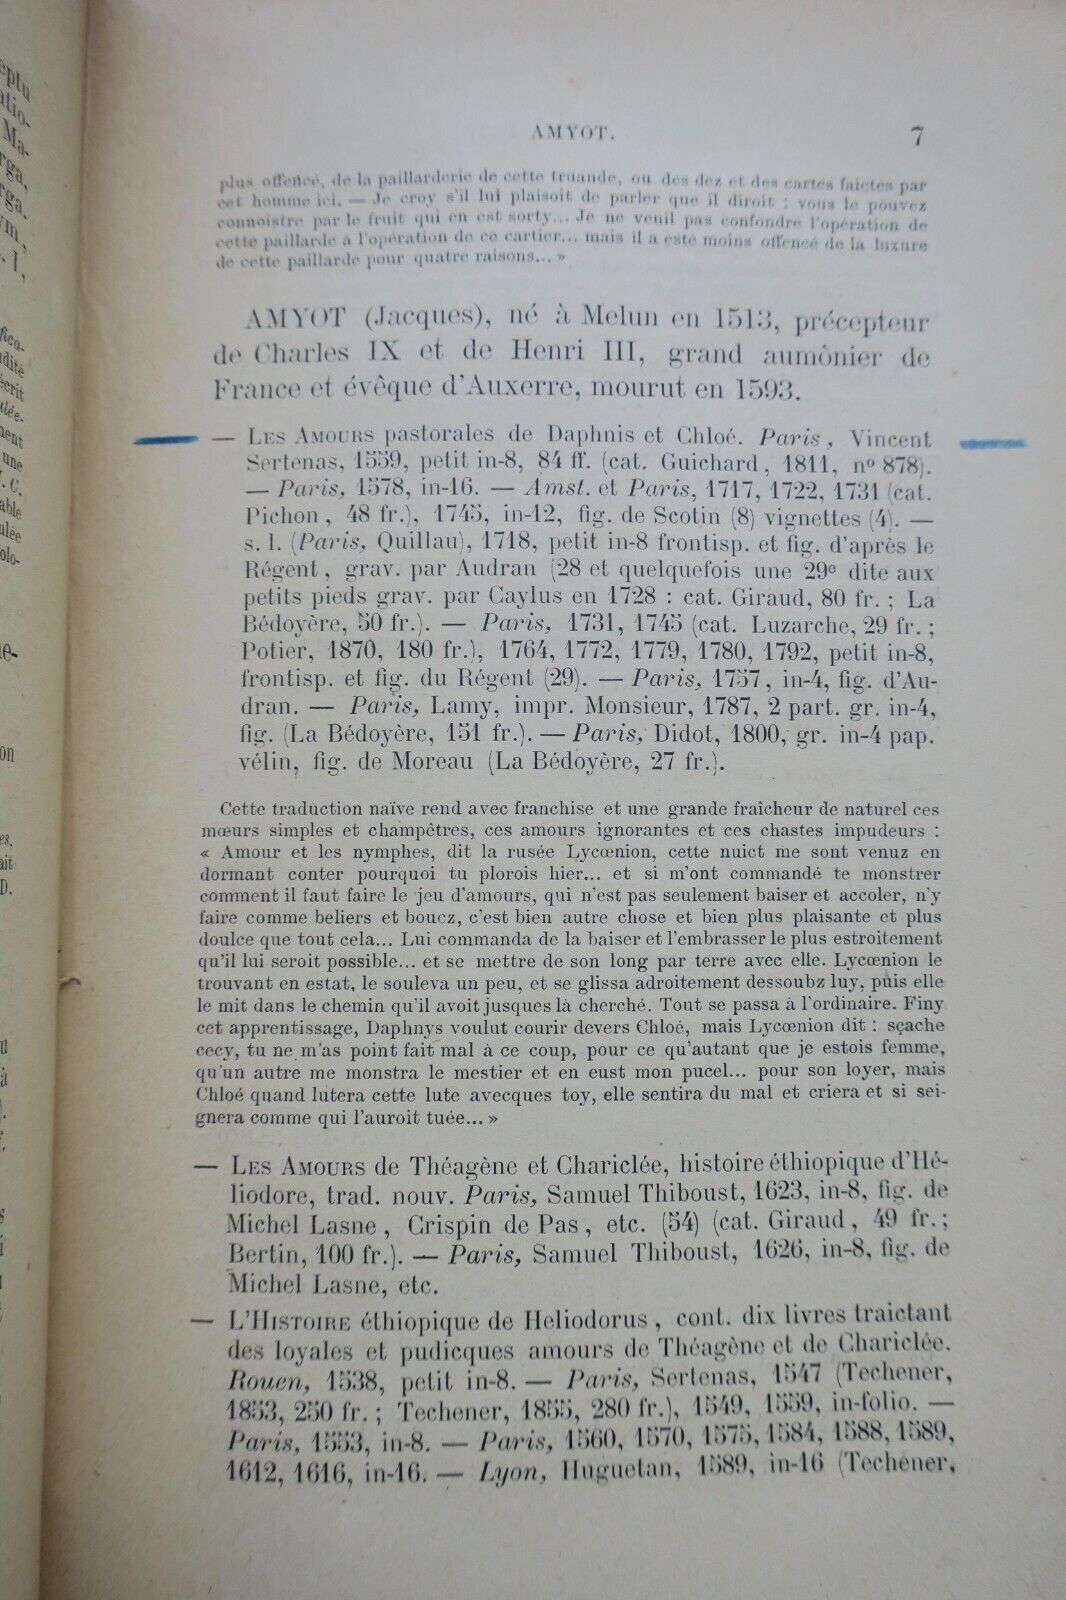 AMYOT. 7
plus offencé, de la paillarderie de cette truande, ou des dez et des cartes faictes par
cet homme ici. — Je croy s'il lui plaisoit de parler que il diroit : vous le pouvez
connoistre par le fruit qui en est sorty... Je ne veuil pas confondre l'opération de
cette paillarde à l'opération de ce cartier... mais il a esté moins offencé de la luxure
de cette paillarde pour quatre raisons... »
AMYOT (Jacques), né à Melun en 1513, précepteur
de Charles IX et de Henri III, grand aumônier de
France et évêque d'Auxerre, mourut en 1593.
— LES AMOURS pastorales de Daphnis et Chloé. Paris, Vincent
Sertenas, 1559, petit in-8, 84 ff. (cat. Guichard, 1811, nº 878).
— Paris, 1578, in-16. — Amst. et Paris, 1717, 1722, 1731 (cat.
Pichon, 48 fr.), 1745, in-12, fig. de Scotin (8) vignettes (4). —
s. l. (Paris, Quillau), 1718, petit in-8 frontisp. et fig. d'après le
Régent, grav. par Audran (28 et quelquefois une 29e dite aux
petits pieds grav. par Caylus en 1728 : cat. Giraud, 80 fr. ; La
Bédoyère, 50 fr.). — Paris, 1731, 1745 (cat. Luzarche, 29 fr. ;
Potier, 1870, 180 fr.), 1764, 1772, 1779, 1780, 1792, petit in-8,
frontisp. et fig. du Régent (29). — Paris, 1757, in-4, fig. d'Au-
dran. — Paris, Lamy, impr. Monsieur, 1787, 2 part. gr. in-4,
fig. (La Bédoyère, 151 fr.). — Paris, Didot, 1800, gr. in-4 pap.
vélin, fig. de Moreau (La Bédoyère, 27 fr.).
Cette traduction naïve rend avec franchise et une grande fraîcheur de naturel ces
mœurs simples et champêtres, ces amours ignorantes et ces chastes impudeurs :
« Amour et les nymphes, dit la rusée Lycœnion, cette nuict me sont venuz en
dormant conter pourquoi tu plorois hier... et si m'ont commandé te monstrer
comment il faut faire le jeu d'amours, qui n'est pas seulement baiser et accoler, n'y
faire comme beliers et boucz, c'est bien autre chose et bien plus plaisante et plus
doulce que tout cela... Lui commanda de la baiser et l'embrasser le plus estroitement
qu'il lui seroit possible... et se mettre de son long par terre avec elle. Lycœnion le
trouvant en estat, le souleva un peu, et se glissa adroitement dessoubz luy, puis elle
le mit dans le chemin qu'il avoit jusques là cherché. Tout se passa à l'ordinaire. Finy
cet apprentissage, Daphnys voulut courir devers Chloé, mais Lycœnion dit : sçache
cecy, tu ne m'as point fait mal à ce coup, pour ce qu'autant que je estois femme,
qu'un autre me monstra le mestier et en eust mon pucel... pour son loyer, mais
Chloé quand lutera cette lute avecques toy, elle sentira du mal et criera et si sei-
gnera comme qui l'auroit tuée... »
— LES AMOURS de Théagène et Chariclée, histoire éthiopique d'Hé-
liodore, trad. nouv. Paris, Samuel Thiboust, 1623, in-8, fig. de
Michel Lasne, Crispin de Pas, etc. (54) (cat. Giraud, 49 fr. ;
Bertin, 100 fr.). — Paris, Samuel Thiboust, 1626, in-8, fig. de
Michel Lasne, etc.
— L'HISTOIRE éthiopique de Heliodorus, cont. dix livres traictant
des loyales et pudicques amours de Théagène et de Chariclée.
Rouen, 1538, petit in-8. — Paris, Sertenas, 1547 (Techener,
1853, 250 fr. ; Techener, 1855, 280 fr.), 1549, 1559, in-folio. —
Paris, 1553, in-8. — Paris, 1560, 1570, 1575, 1584, 1588, 1589,
1612, 1616, in-16. — Lyon, Huguetan, 1589, in-16 (Techener,